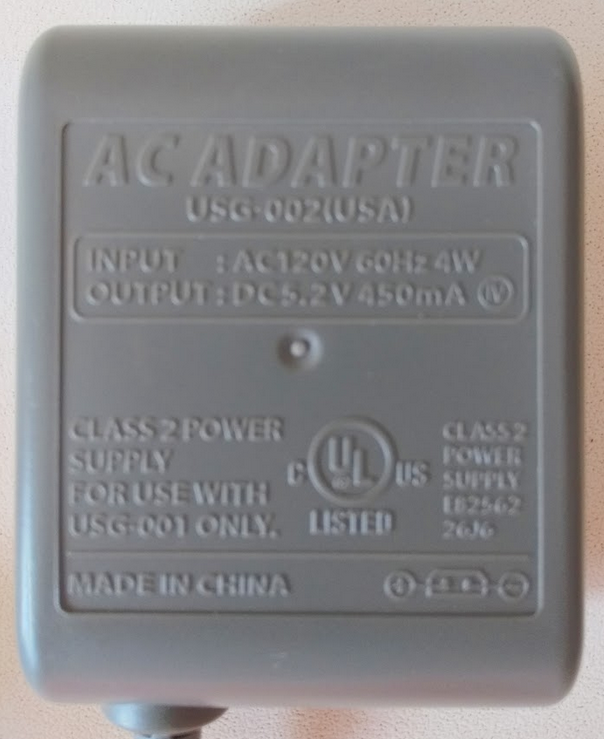 AC ADAPTER
USG-002(USA)
INPUT : AC120V 60Hz 4W
OUTPUT : DC5.2V 450mA IV
CLASS 2 POWER
SUPPLY
FOR USE WITH
USG-001 ONLY.
C UL US
LISTED
CLASS 2
POWER
SUPPLY
E82562
26J6
MADE IN CHINA